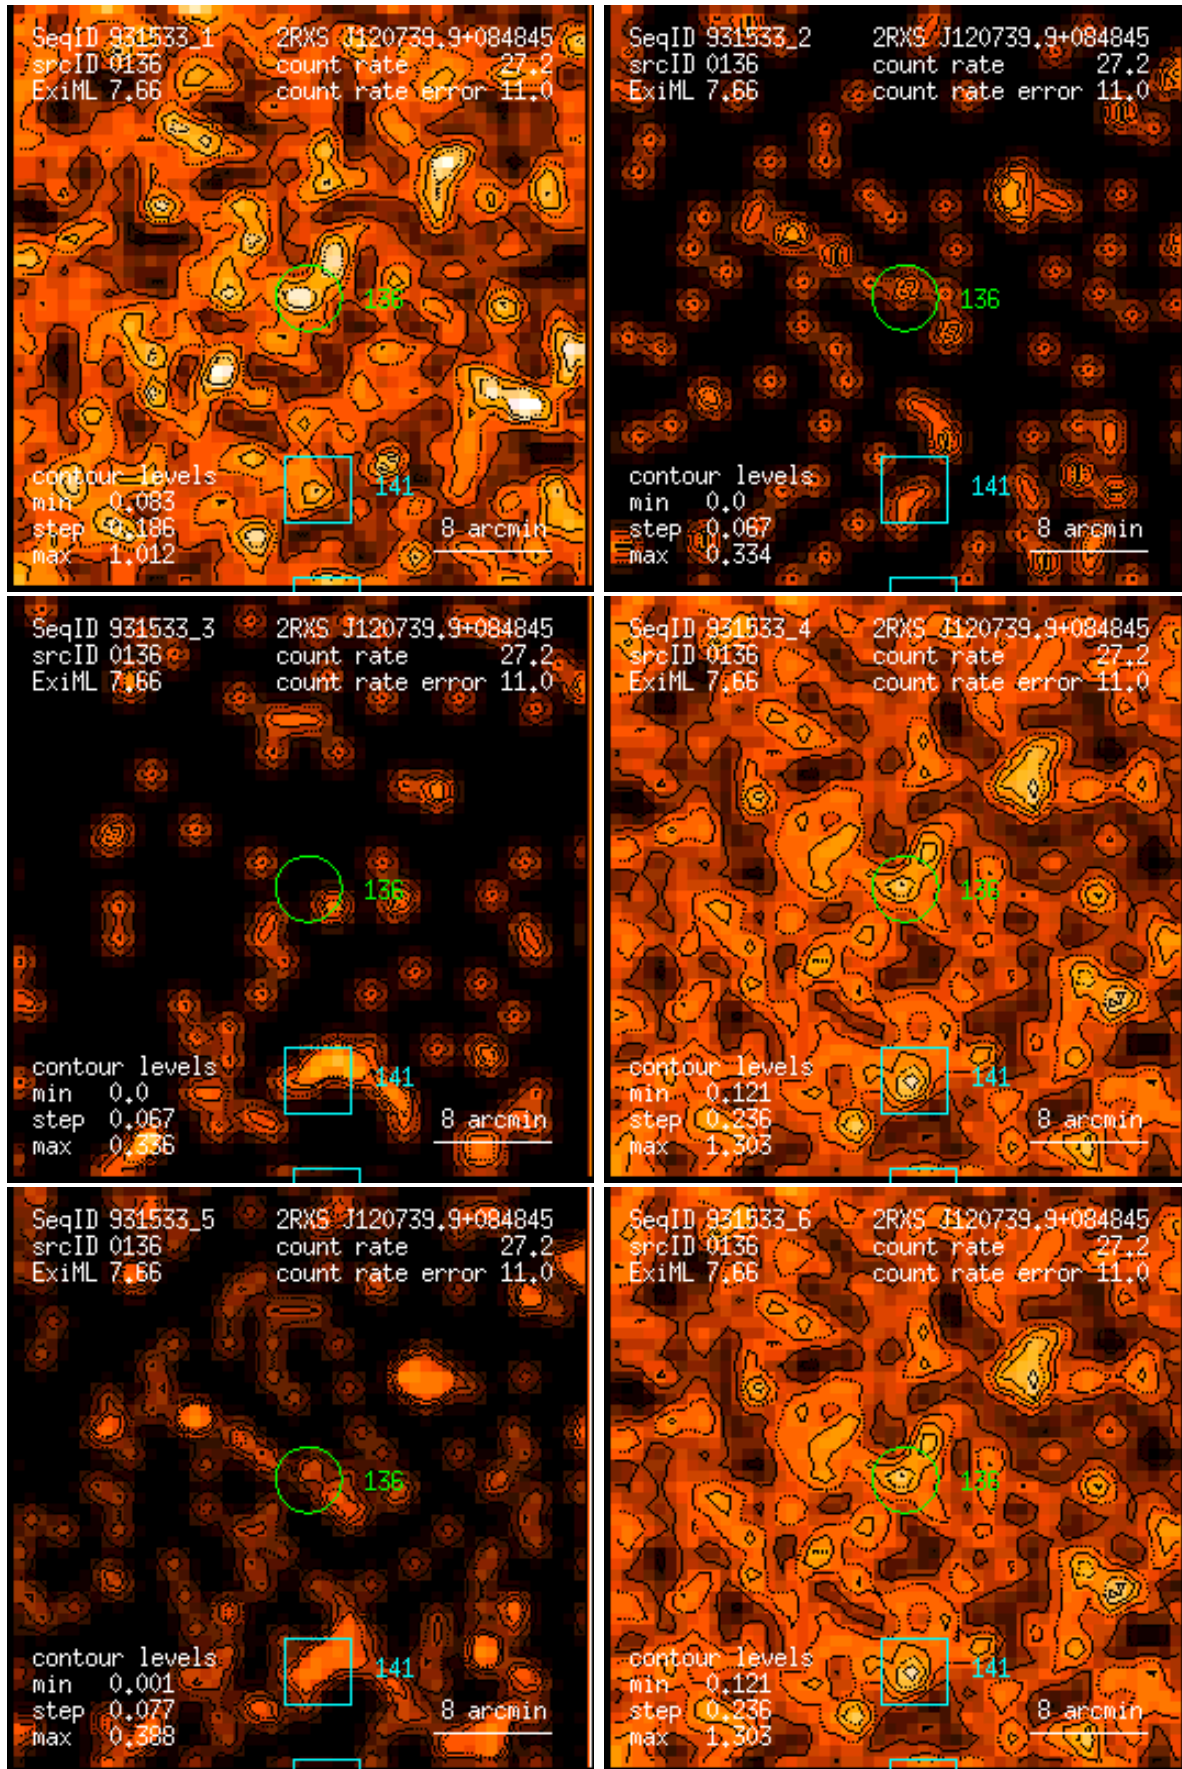 SeqID 931533_1 2RXS J120739.9+084845
srcID 0136 count rate 27.2
ExiML 7.66 count rate error 11.0
136
141
contour levels
min 0.083
step 0.186
max 1.012
8 arcmin
SeqID 931533_2 2RXS J120739.9+084845
srcID 0136 count rate 27.2
ExiML 7.66 count rate error 11.0
136
141
contour levels
min 0.0
step 0.067
max 0.334
8 arcmin
SeqID 931533_3 2RXS J120739.9+084845
srcID 0136 count rate 27.2
ExiML 7.66 count rate error 11.0
136
141
contour levels
min 0.0
step 0.067
max 0.336
8 arcmin
SeqID 931533_4 2RXS J120739.9+084845
srcID 0136 count rate 27.2
ExiML 7.66 count rate error 11.0
136
141
contour levels
min 0.121
step 0.236
max 1.303
8 arcmin
SeqID 931533_5 2RXS J120739.9+084845
srcID 0136 count rate 27.2
ExiML 7.66 count rate error 11.0
136
141
contour levels
min 0.001
step 0.077
max 0.388
8 arcmin
SeqID 931533_6 2RXS J120739.9+084845
srcID 0136 count rate 27.2
ExiML 7.66 count rate error 11.0
136
141
contour levels
min 0.121
step 0.236
max 1.303
8 arcmin